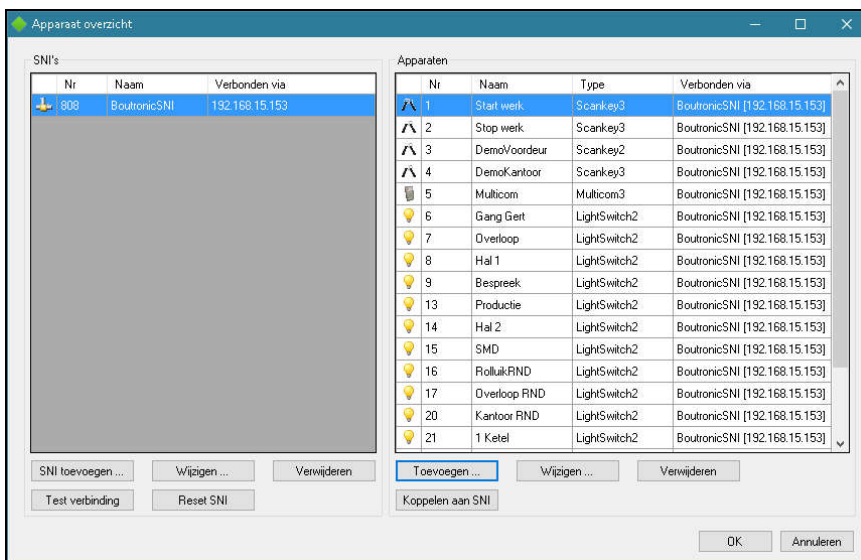 Apparaat overzicht
SNI's
Nr Naam Verbonden via
808 BoutronicSNI 192.168.15.153
SNI toevoegen ... Wijzigen ... Verwijderen
Test verbinding Reset SNI
Apparaten
Nr Naam Type Verbonden via
1 Start werk Scankey3 BoutronicSNI [192.168.15.153]
2 Stop werk Scankey3 BoutronicSNI [192.168.15.153]
3 DemoVoordeur Scankey2 BoutronicSNI [192.168.15.153]
4 DemoKantoor Scankey3 BoutronicSNI [192.168.15.153]
5 Multicom Multicom3 BoutronicSNI [192.168.15.153]
6 Gang Gert LightSwitch2 BoutronicSNI [192.168.15.153]
7 Overloop LightSwitch2 BoutronicSNI [192.168.15.153]
8 Hal 1 LightSwitch2 BoutronicSNI [192.168.15.153]
9 Bespreek LightSwitch2 BoutronicSNI [192.168.15.153]
13 Productie LightSwitch2 BoutronicSNI [192.168.15.153]
14 Hal 2 LightSwitch2 BoutronicSNI [192.168.15.153]
15 SMD LightSwitch2 BoutronicSNI [192.168.15.153]
16 RolluikRND LightSwitch2 BoutronicSNI [192.168.15.153]
17 Overloop RND LightSwitch2 BoutronicSNI [192.168.15.153]
20 Kantoor RND LightSwitch2 BoutronicSNI [192.168.15.153]
21 1 Ketel LightSwitch2 BoutronicSNI [192.168.15.153]
Toevoegen ... Wijzigen ... Verwijderen
Koppelen aan SNI
OK Annuleren